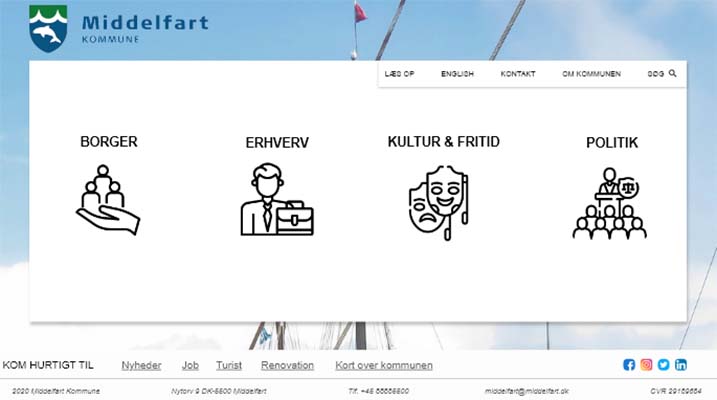 Middelfart
KOMMUNE
LÆS OP ENGLISH KONTAKT OM KOMMUNEN SØG
BORGER ERHVERV KULTUR & FRITID POLITIK
KOM HURTIGT TIL Nyheder Job Turist Renovation Kort over kommunen
2020 Middelfart Kommune Nytorv 9 DK-5500 Middelfart Tlf. +45 88885500 middelfart@middelfart.dk CVR 29189684